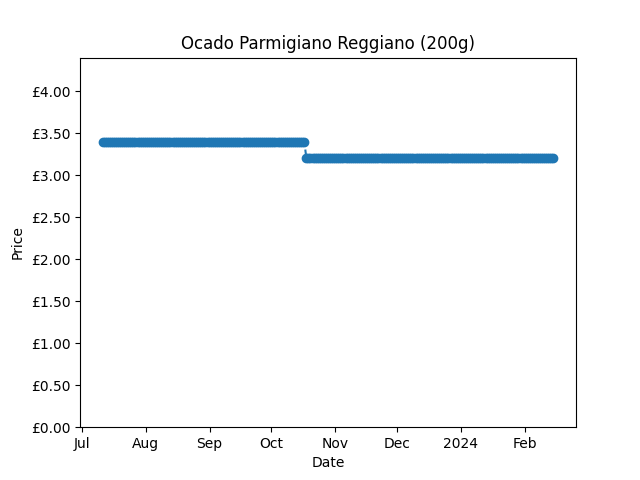 Ocado Parmigiano Reggiano (200g)
£4.00
£3.50
£3.00
£2.50
£2.00
£1.50
£1.00
£0.50
£0.00
Price
Jul Aug Sep Oct Nov Dec 2024 Feb
Date